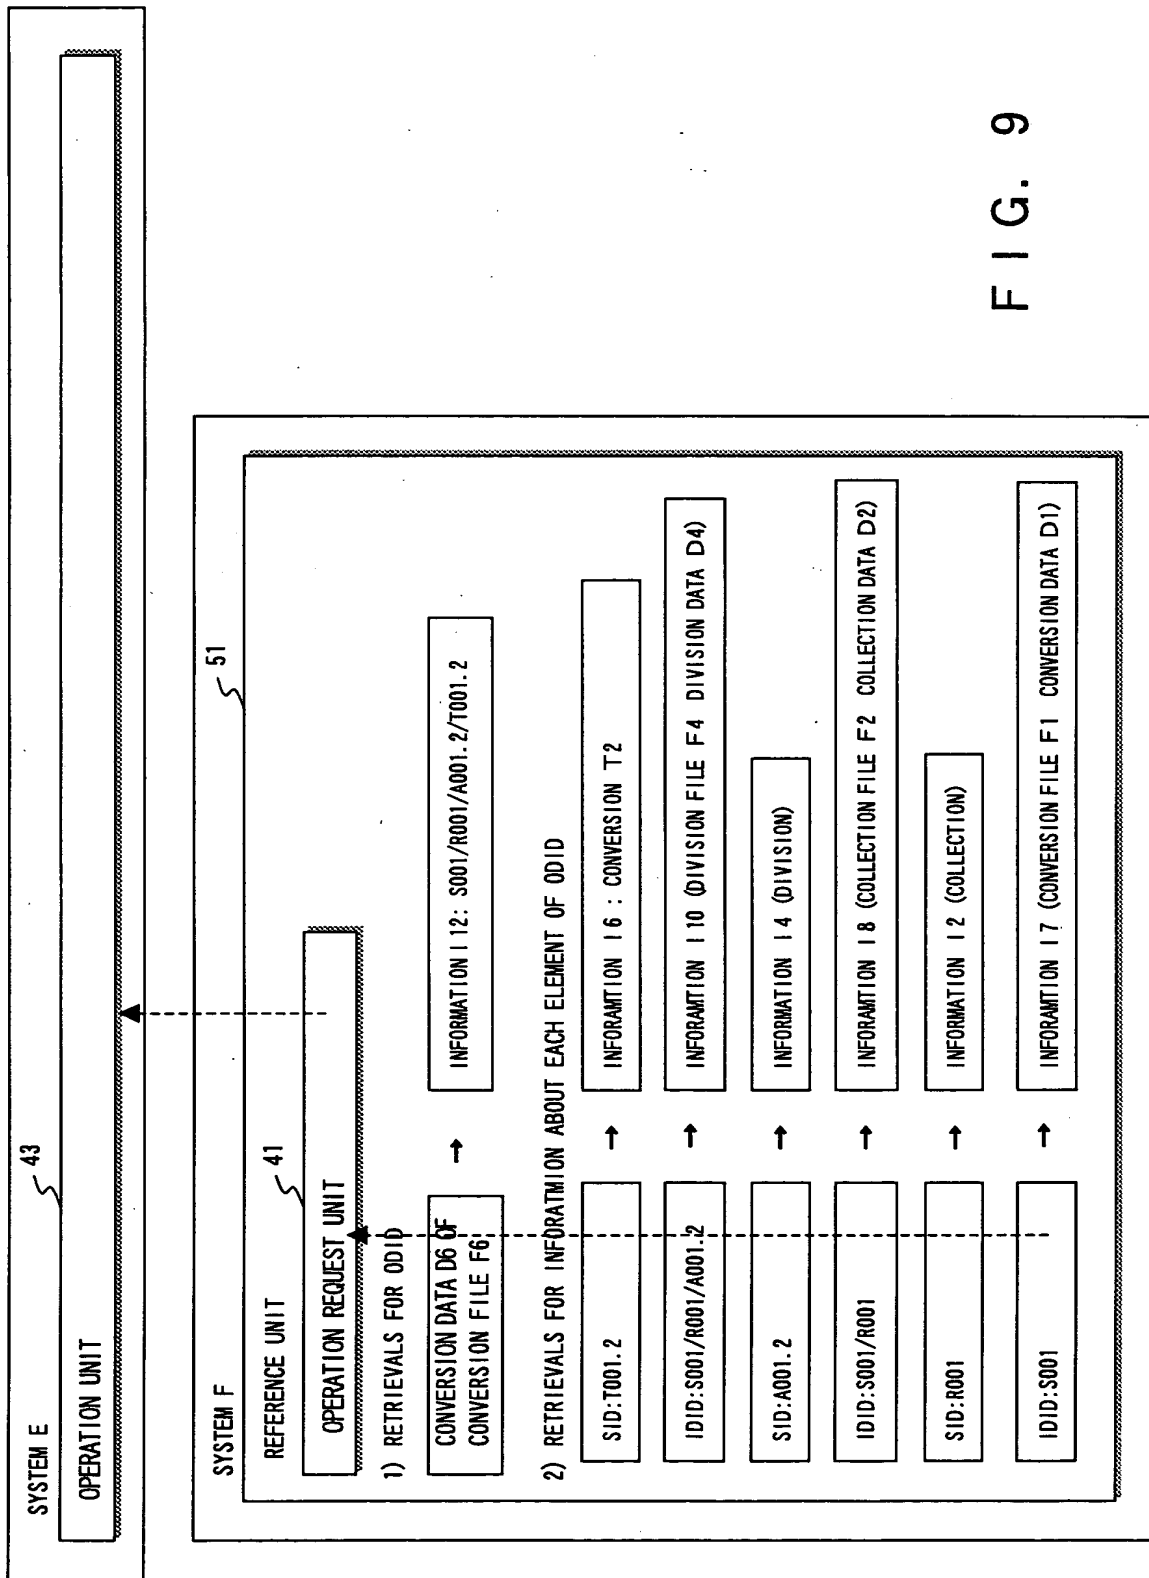 SYSTEM E
43
OPERATION UNIT
SYSTEM F
51
REFERENCE UNIT
41
OPERATION REQUEST UNIT
1) RETRIEVALS FOR ODID
CONVERSION DATA D6 OF
CONVERSION FILE F6
→
INFORMATION I12: S001/R001/A001.2/T001.2
2) RETRIEVALS FOR INFORATMION ABOUT EACH ELEMENT OF ODID
SID:T001.2
→
INFORAMTION I6 : CONVERSION T2
IDID:S001/R001/A001.2
→
INFORAMTION I10 (DIVISION FILE F4 DIVISION DATA D4)
SID:A001.2
→
INFORMATION I4 (DIVISION)
IDID:S001/R001
→
INFORAMTION I8 (COLLECTION FILE F2 COLLECTION DATA D2)
SID:R001
→
INFORMATION I2 (COLLECTION)
IDID:S001
→
INFORAMTION I7 (CONVERSION FILE F1 CONVERSION DATA D1)
FIG. 9